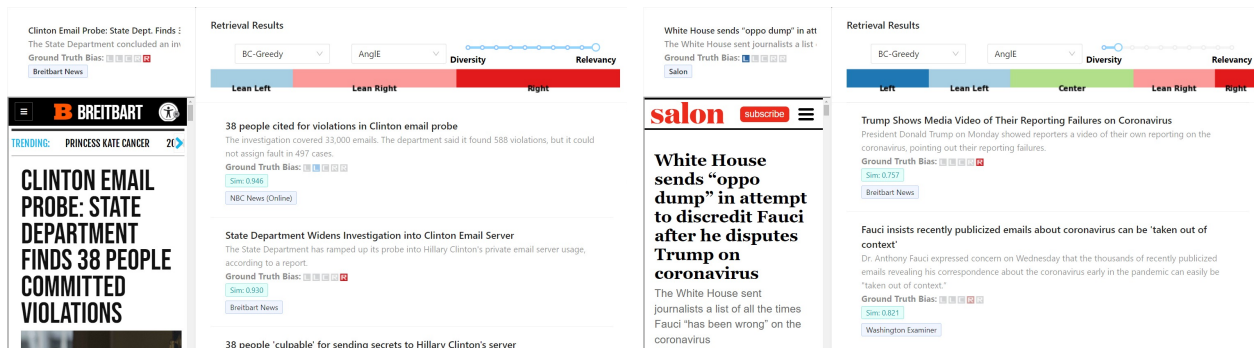 Clinton Email Probe: State Dept. Finds
The State Department concluded an inv
Ground Truth Bias: L L C R R
Breitbart News
BREITBART
TRENDING: PRINCESS KATE CANCER
CLINTON EMAIL
PROBE: STATE
DEPARTMENT
FINDS 38 PEOPLE
COMMITTED
VIOLATIONS
Retrieval Results
BC-Greedy
AnglE
Diversity
Relevancy
Lean Left
Lean Right
Right
38 people cited for violations in Clinton email probe
The investigation covered 33,000 emails. The department said it found 588 violations, but it could
not assign fault in 497 cases.
Ground Truth Bias: L L C R R
Sim: 0.946
NBC News (Online)
State Department Widens Investigation into Clinton Email Server
The State Department has ramped up its probe into Hillary Clinton's private email server usage,
according to a report.
Ground Truth Bias: L L C R R
Sim: 0.930
Breitbart News
38 people 'culpable' for sending secrets to Hillary Clinton's server
White House sends "oppo dump" in att
The White House sent journalists a list
Ground Truth Bias: L L C R R
Salon
salon
subscribe
White House
sends “oppo
dump” in attempt
to discredit Fauci
after he disputes
Trump on
coronavirus
The White House sent
journalists a list of all the times
Fauci “has been wrong” on the
coronavirus
Retrieval Results
BC-Greedy
AnglE
Diversity
Relevancy
Left
Lean Left
Center
Lean Right
Right
Trump Shows Media Video of Their Reporting Failures on Coronavirus
President Donald Trump on Monday showed reporters a video of their own reporting on the
coronavirus, pointing out their reporting failures.
Ground Truth Bias: L L C R R
Sim: 0.757
Breitbart News
Fauci insists recently publicized emails about coronavirus can be 'taken out of
context'
Dr. Anthony Fauci expressed concern on Wednesday that the thousands of recently publicized
emails revealing his correspondence about the coronavirus early in the pandemic can easily be
"taken out of context."
Ground Truth Bias: L L C R R
Sim: 0.821
Washington Examiner